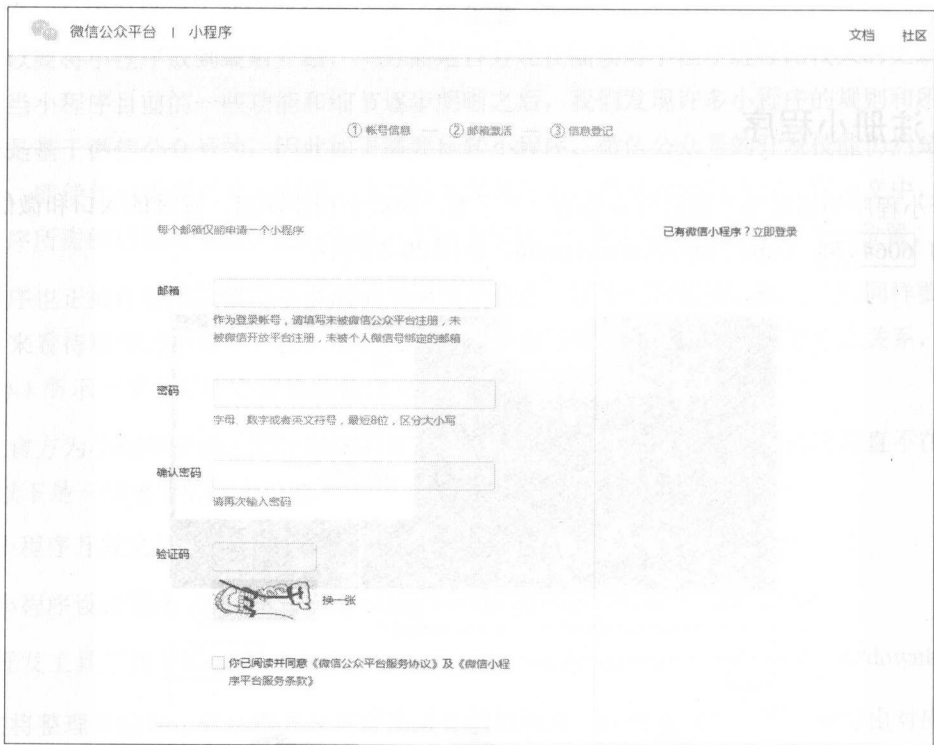 微信公众平台 | 小程序
文档 社区
① 帐号信息 — ② 邮箱激活 ③ 信息登记
每个邮箱仅能申请一个小程序
已有微信小程序？立即登录
邮箱
作为登录帐号，请填写未被微信公众平台注册，未
被微信开放平台注册，未被个人微信号绑定的邮箱
密码
字母、数字或者英文符号，最短8位，区分大小写
确认密码
请再次输入密码
验证码
换一张
你已阅读并同意《微信公众平台服务协议》及《微信小程
序平台服务条款》